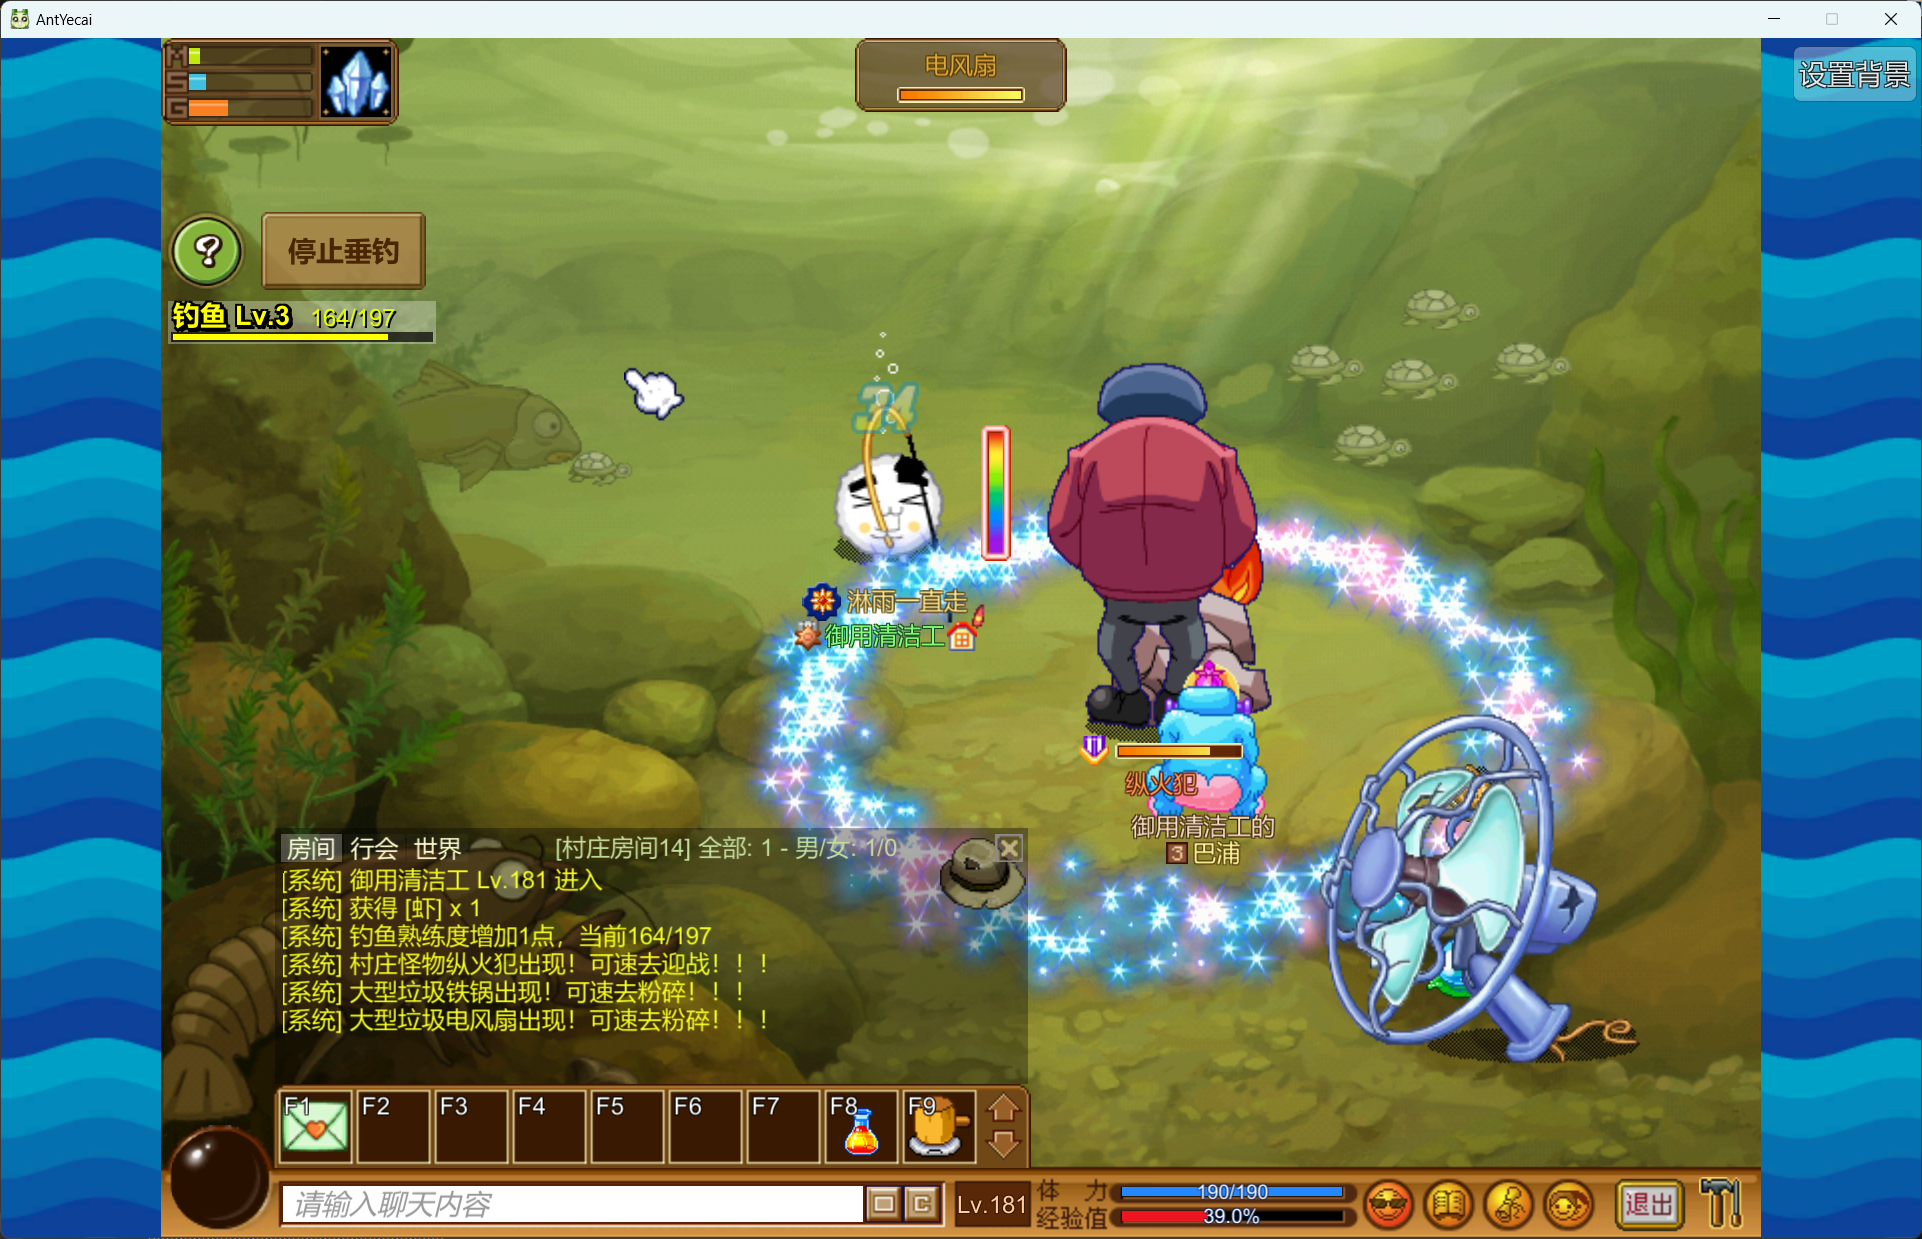 AntYecai
M
S
G
电风扇
设置背景
?
停止垂钓
钓鱼 Lv.3 164/197
34
淋雨一直走
御用清洁工
纵火犯
御用清洁工的
3 巴浦
房间 行会 世界 [村庄房间14] 全部: 1 - 男/女: 1/0
[系统] 御用清洁工 Lv.181 进入
[系统] 获得 [虾] x 1
[系统] 钓鱼熟练度增加1点，当前164/197
[系统] 村庄怪物纵火犯出现！可速去迎战！！！
[系统] 大型垃圾铁锅出现！可速去粉碎！！！
[系统] 大型垃圾电风扇出现！可速去粉碎！！！
F1 F2 F3 F4 F5 F6 F7 F8 F9
请输入聊天内容 C Lv.181
体 力 190/190
经验值 39.0%
退出